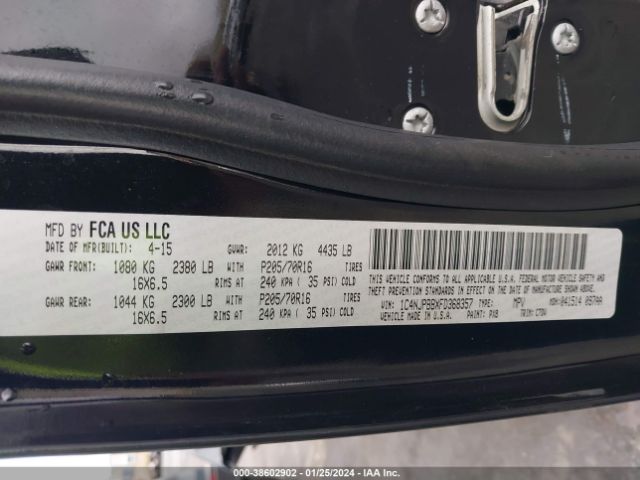 MFD BY FCA US LLC
DATE OF MFR(BUILT): 4-15 GVWR: 2012 KG 4435 LB
GAWR FRONT: 1080 KG 2380 LB WITH P205/70R16 TIRES
16X6.5 RIMS AT 240 KPA ( 35 PSI) COLD
GAWR REAR: 1044 KG 2300 LB WITH P205/70R16 TIRES
16X6.5 RIMS AT 240 KPA ( 35 PSI) COLD
THIS VEHICLE CONFORMS TO ALL APPLICABLE U.S.A. FEDERAL MOTOR VEHICLE SAFETY AND
THEFT PREVENTION STANDARDS IN EFFECT ON THE DATE OF MANUFACTURE SHOWN ABOVE.
VIN: TYPE: MPV MDH:
VEHICLE MADE IN U.S.A. PAINT: PX8 TRIM:
000-38602902 - 01/25/2024 - IAA Inc.